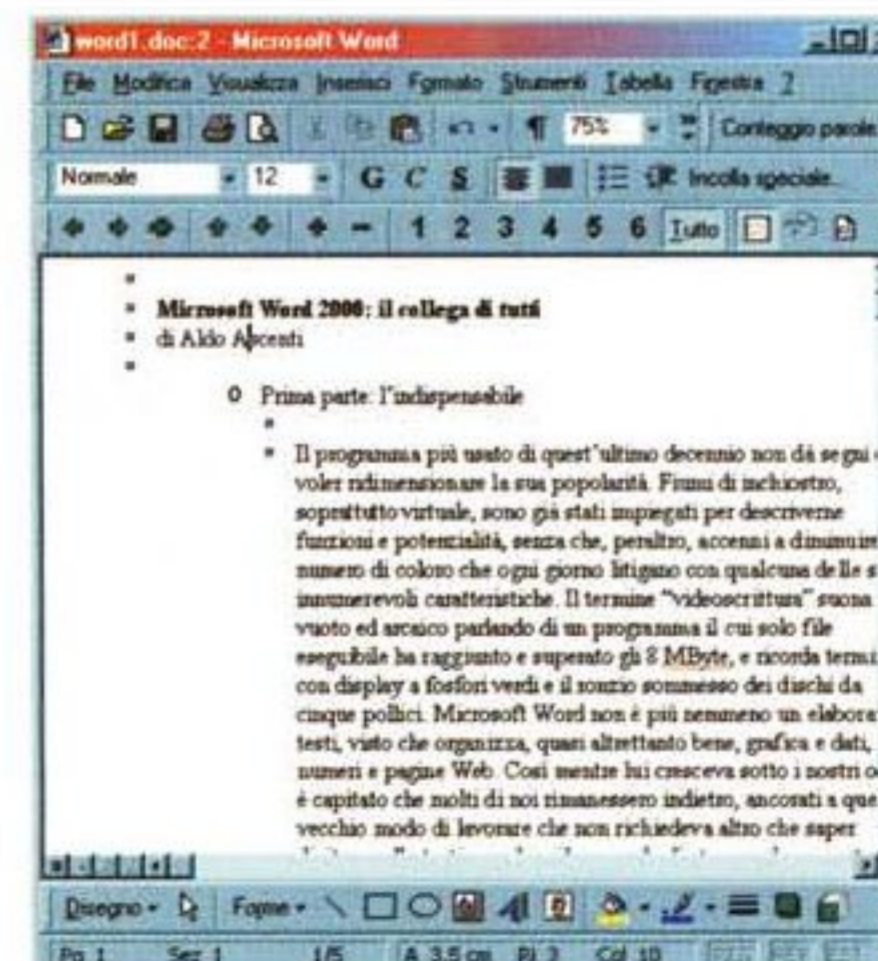 word1.doc:2 - Microsoft Word
File Modifica Visualizza Inserisci Formato Strumenti Tabella Finestra ?
75% Conteggio parole
Normale 12 G C S Incolla speciale...
1 2 3 4 5 6 Tutto
Microsoft Word 2000: il collega di tutti
di Aldo Ascenti
Prima parte: l'indispensabile
Il programma più usato di quest'ultimo decennio non dà segni
voler ridimensionare la sua popolarità. Fiumi di inchiostro,
soprattutto virtuale, sono già stati impiegati per descriverne
funzioni e potenzialità, senza che, peraltro, accenni a diminuire
numero di coloro che ogni giorno litigano con qualcuna delle s
innumerevoli caratteristiche. Il termine "videoscrittura" suona
vuoto ed arcaico parlando di un programma il cui solo file
eseguibile ha raggiunto e superato gli 8 MByte, e ricorda termi
con display a fosfori verdi e il ronzio sommesso dei dischi da
cinque pollici. Microsoft Word non è più nemmeno un elabora
testi, visto che organizza, quasi altrettanto bene, grafica e dati,
numeri e pagine Web. Così mentre lui cresceva sotto i nostri o
è capitato che molti di noi rimanessero indietro, ancorati a que
vecchio modo di lavorare che non richiedeva altro che saper
Disegno Forme
Pg 1 Sez 1 1/5 A 3,5 cm Ri 3 Col 10